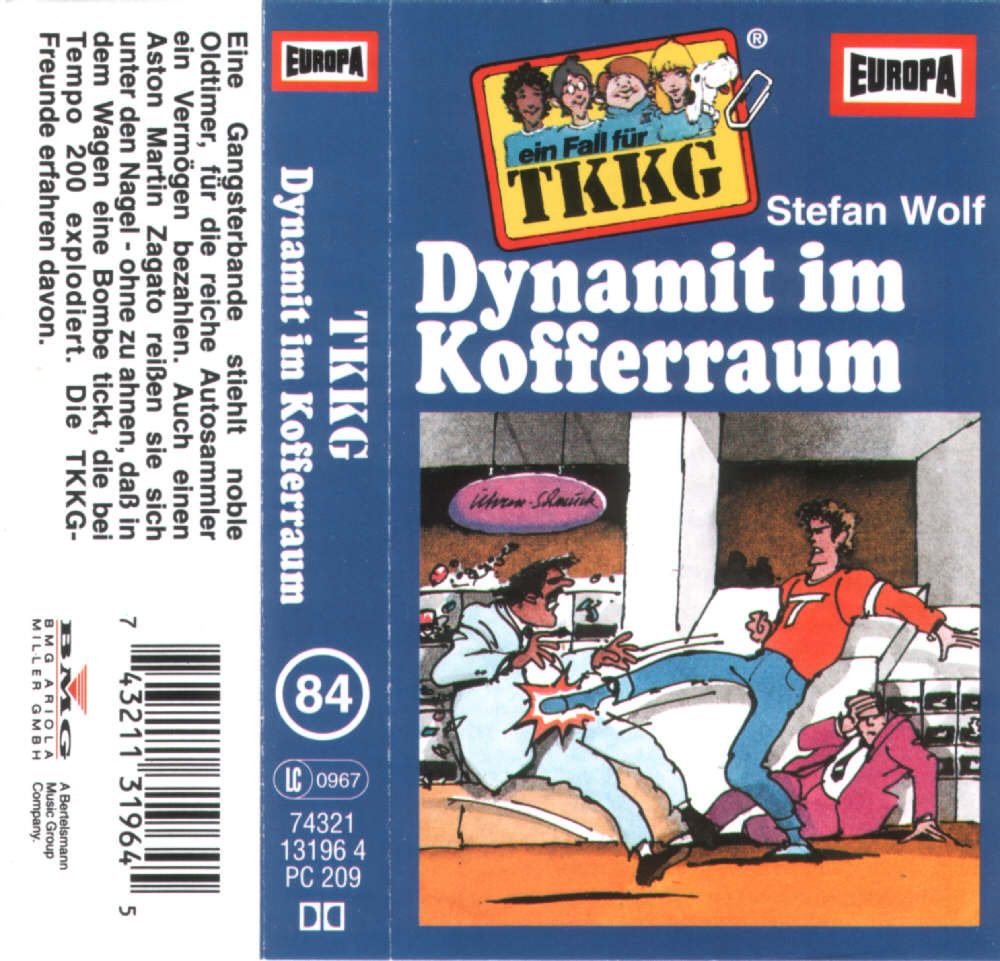 Eine Gangsterbande stiehlt noble
Oldtimer, für die reiche Autosammler
ein Vermögen bezahlen. Auch einen
Aston Martin Zagato reißen sie sich
unter den Nagel - ohne zu ahnen, daß in
dem Wagen eine Bombe tickt, die bei
Tempo 200 explodiert. Die TKKG-
Freunde erfahren davon.
7 43211 31964 5
BMG
BMG ARIOLA
MILLER GMBH
A Bertelsmann
Music Group
Company.
EUROPA
TKKG
Dynamit im Kofferraum
84
LC 0967
74321
13196 4
PC 209
ein Fall für
TKKG
®
EUROPA
Stefan Wolf
Dynamit im
Kofferraum
Uhren-Schmuck
T